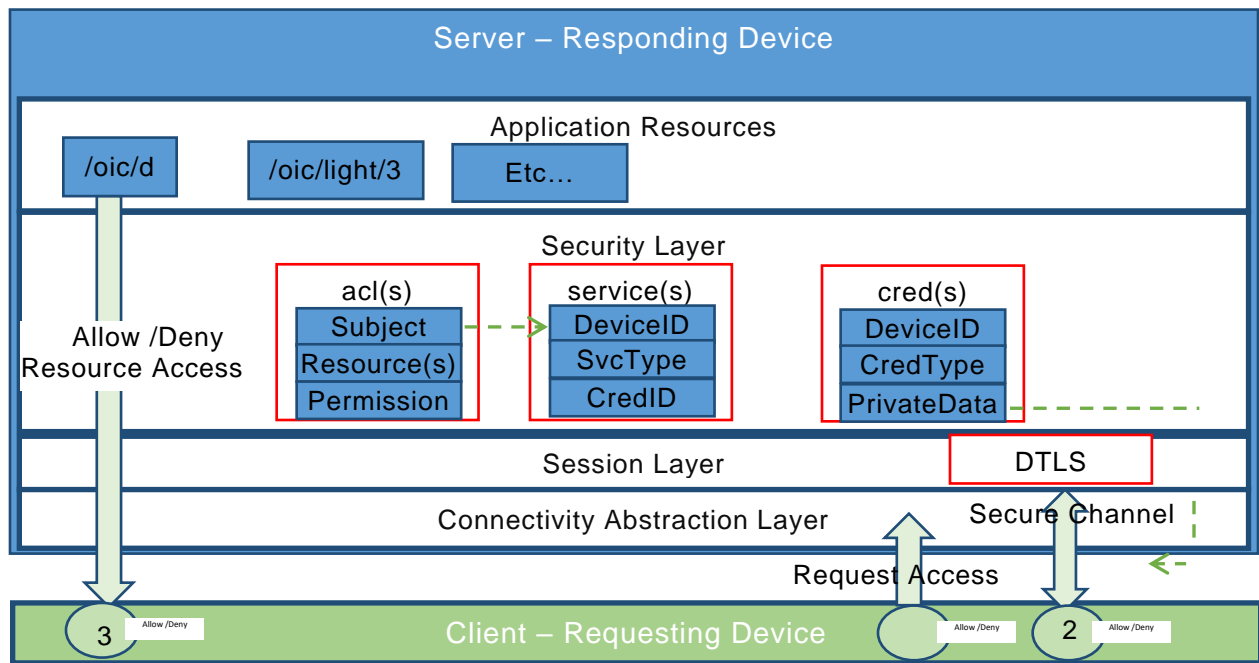 Server – Responding Device
Application Resources
/oic/d
/oic/light/3
Etc...
Security Layer
acl(s)
Subject
Resource(s)
Permission
service(s)
DeviceID
SvcType
CredID
cred(s)
DeviceID
CredType
PrivateData
Allow /Deny
Resource Access
Session Layer
DTLS
Connectivity Abstraction Layer
Secure Channel
Request Access
3
Allow /Deny
Client – Requesting Device
Allow /Deny
2
Allow /Deny